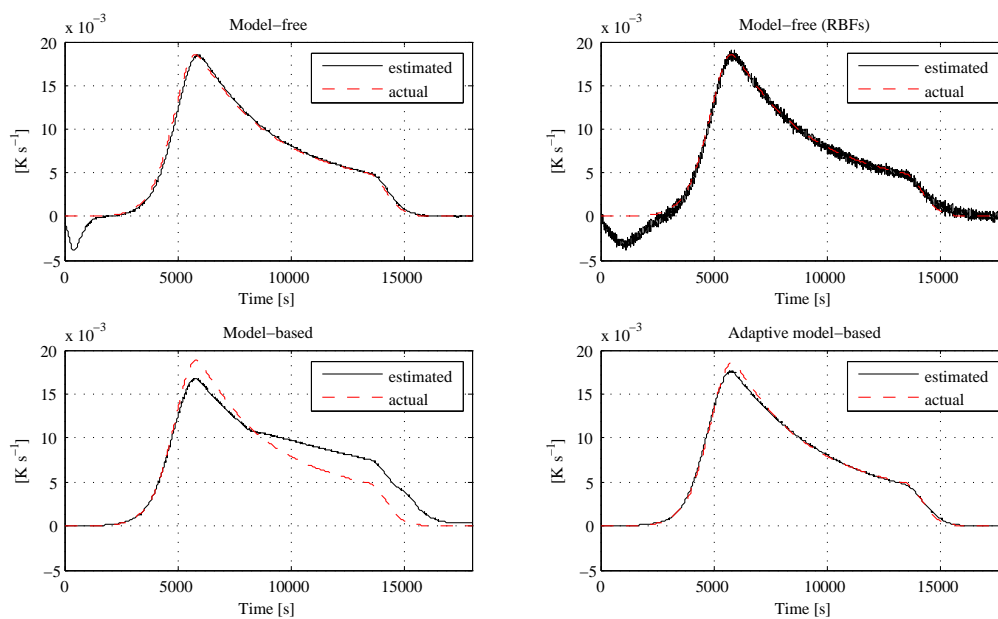 Model−free
x 10⁻³
20
15
10
5
0
−5
[K s⁻¹]
0
5000
10000
15000
Time [s]
estimated
actual
Model−free (RBFs)
x 10⁻³
20
15
10
5
0
−5
[K s⁻¹]
0
5000
10000
15000
Time [s]
estimated
actual
Model−based
x 10⁻³
20
15
10
5
0
−5
[K s⁻¹]
0
5000
10000
15000
Time [s]
estimated
actual
Adaptive model−based
x 10⁻³
20
15
10
5
0
−5
[K s⁻¹]
0
5000
10000
15000
Time [s]
estimated
actual